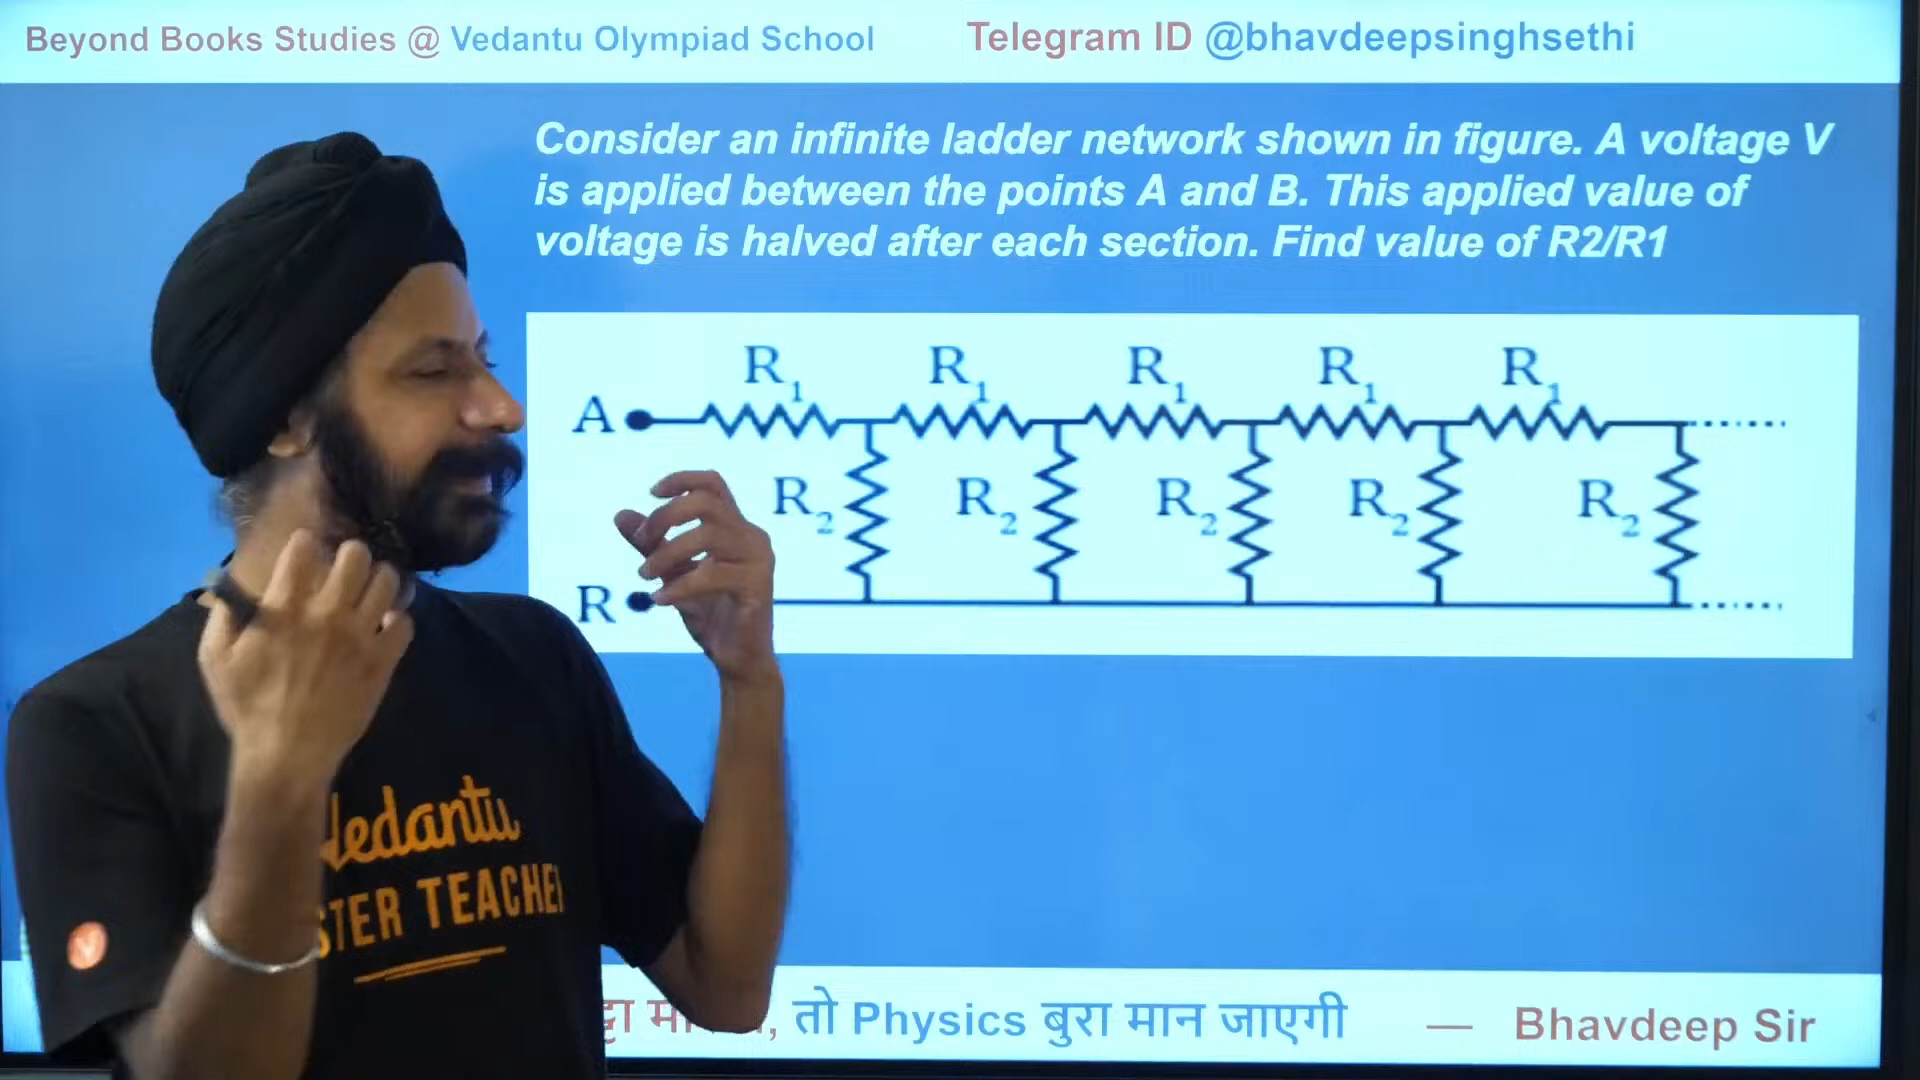 Beyond Books Studies @ Vedantu Olympiad School
Telegram ID @bhavdeepsinghsethi
Consider an infinite ladder network shown in figure. A voltage V
is applied between the points A and B. This applied value of
voltage is halved after each section. Find value of R2/R1
R1 R1 R1 R1 R1
A
R2 R2 R2 R2 R2
R
Vedantu
TEACHE
तो Physics बुरा मान जाएगी — Bhavdeep Sir